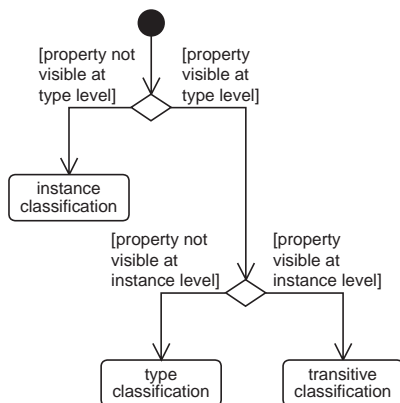 [property not
visible at
type level]
[property
visible at
type level]
instance
classification
[property not
visible at
instance level]
[property
visible at
instance level]
type
classification
transitive
classification